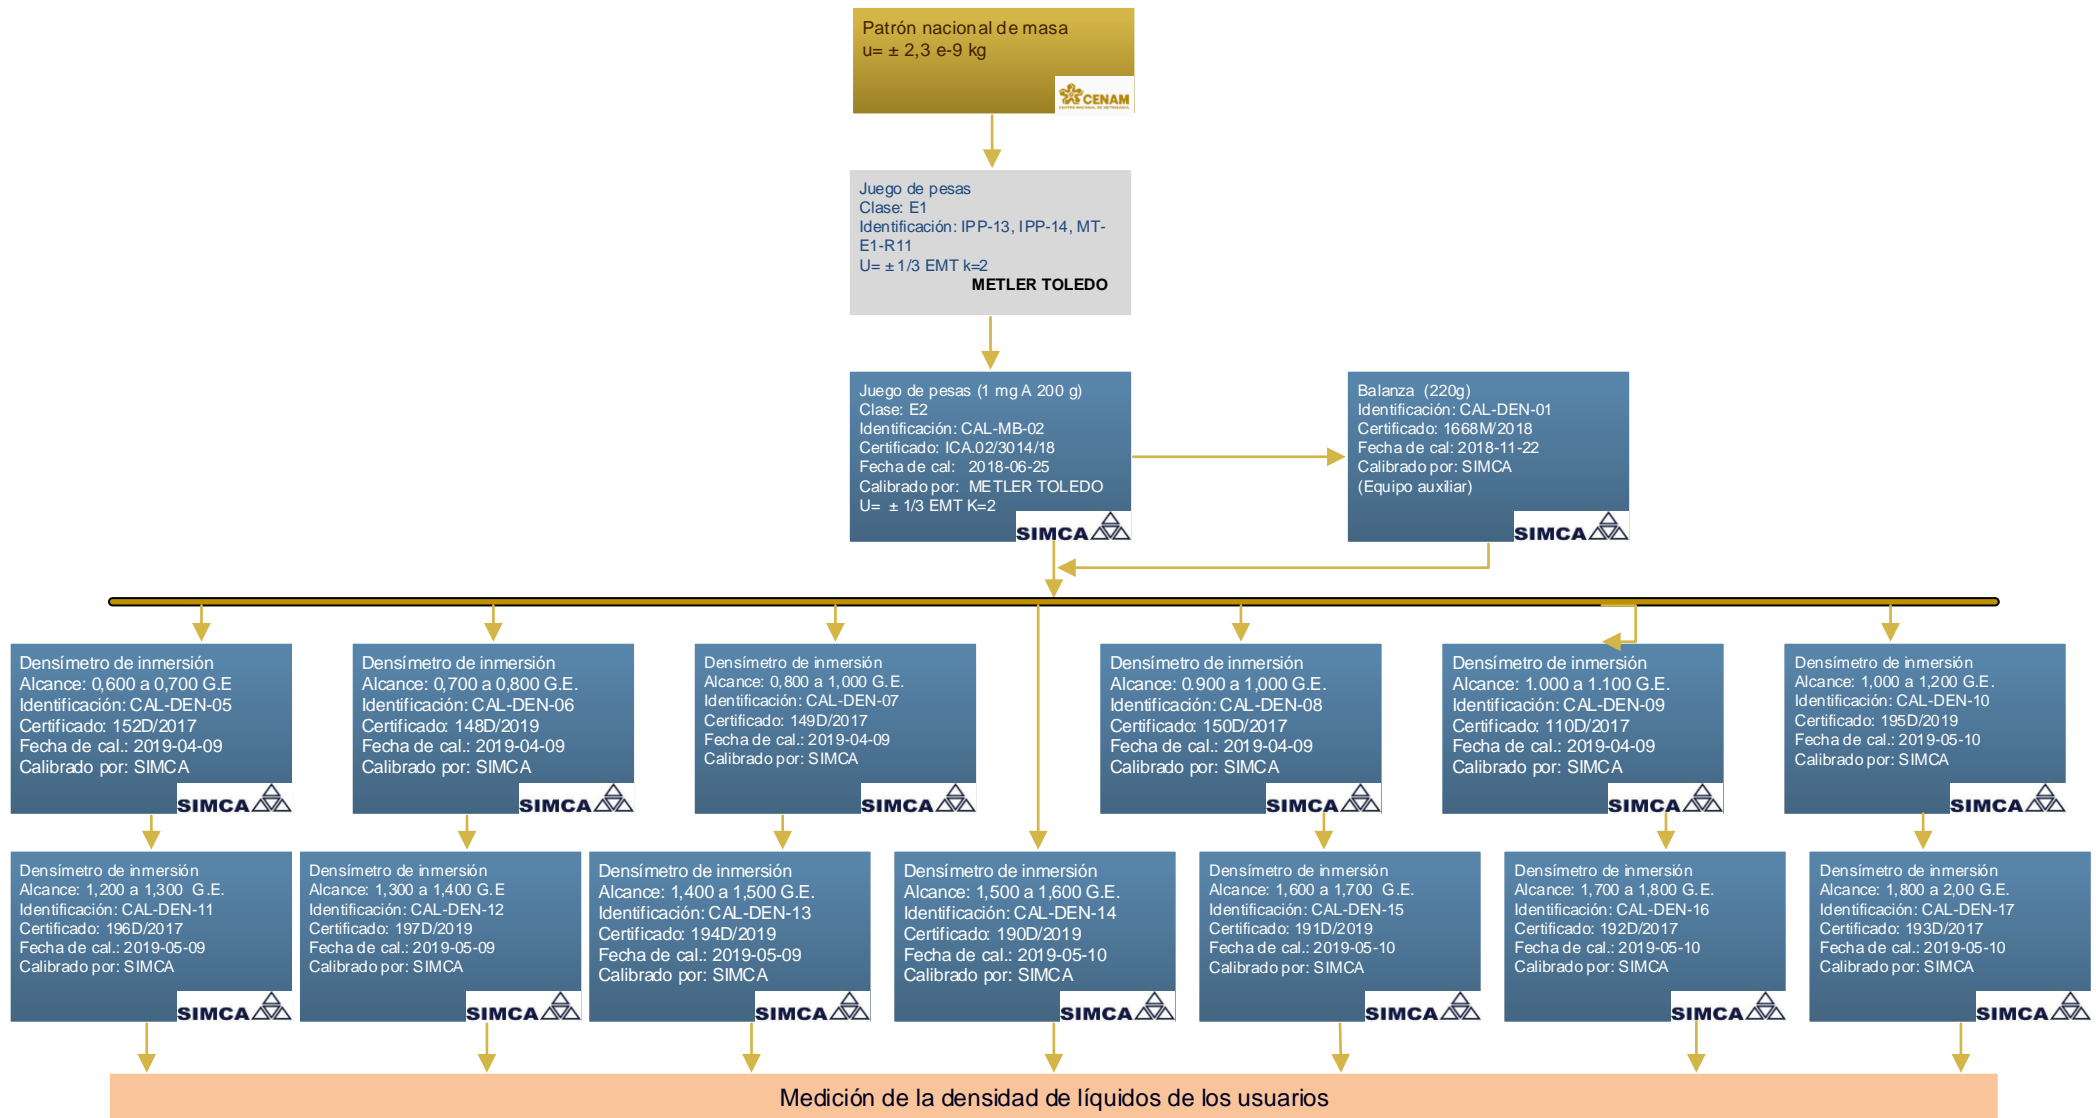 Patrón nacional de masa
u= ± 2,3 e-9 kg
CENAM
Juego de pesas
Clase: E1
Identificación: IPP-13, IPP-14, MT-
E1-R11
U= ± 1/3 EMT k=2
METLER TOLEDO
Juego de pesas (1 mg A 200 g)
Clase: E2
Identificación: CAL-MB-02
Certificado: ICA.02/3014/18
Fecha de cal: 2018-06-25
Calibrado por: METLER TOLEDO
U= ± 1/3 EMT K=2
SIMCA
Balanza (220g)
Identificación: CAL-DEN-01
Certificado: 1668M/2018
Fecha de cal: 2018-11-22
Calibrado por: SIMCA
(Equipo auxiliar)
SIMCA
Densímetro de inmersión
Alcance: 0,600 a 0,700 G.E
Identificación: CAL-DEN-05
Certificado: 152D/2017
Fecha de cal.: 2019-04-09
Calibrado por: SIMCA
SIMCA
Densímetro de inmersión
Alcance: 0,700 a 0,800 G.E.
Identificación: CAL-DEN-06
Certificado: 148D/2019
Fecha de cal.: 2019-04-09
Calibrado por: SIMCA
SIMCA
Densímetro de inmersión
Alcance: 0,800 a 1,000 G.E.
Identificación: CAL-DEN-07
Certificado: 149D/2017
Fecha de cal.: 2019-04-09
Calibrado por: SIMCA
SIMCA
Densímetro de inmersión
Alcance: 0.900 a 1,000 G.E.
Identificación: CAL-DEN-08
Certificado: 150D/2017
Fecha de cal.: 2019-04-09
Calibrado por: SIMCA
SIMCA
Densímetro de inmersión
Alcance: 1.000 a 1.100 G.E.
Identificación: CAL-DEN-09
Certificado: 110D/2017
Fecha de cal.: 2019-04-09
Calibrado por: SIMCA
SIMCA
Densímetro de inmersión
Alcance: 1,000 a 1,200 G.E.
Identificación: CAL-DEN-10
Certificado: 195D/2019
Fecha de cal.: 2019-05-10
Calibrado por: SIMCA
SIMCA
Densímetro de inmersión
Alcance: 1,200 a 1,300 G.E.
Identificación: CAL-DEN-11
Certificado: 196D/2017
Fecha de cal.: 2019-05-09
Calibrado por: SIMCA
SIMCA
Densímetro de inmersión
Alcance: 1,300 a 1,400 G.E
Identificación: CAL-DEN-12
Certificado: 197D/2019
Fecha de cal.: 2019-05-09
Calibrado por: SIMCA
SIMCA
Densímetro de inmersión
Alcance: 1,400 a 1,500 G.E.
Identificación: CAL-DEN-13
Certificado: 194D/2019
Fecha de cal.: 2019-05-09
Calibrado por: SIMCA
SIMCA
Densímetro de inmersión
Alcance: 1,500 a 1,600 G.E.
Identificación: CAL-DEN-14
Certificado: 190D/2019
Fecha de cal.: 2019-05-10
Calibrado por: SIMCA
SIMCA
Densímetro de inmersión
Alcance: 1,600 a 1,700 G.E.
Identificación: CAL-DEN-15
Certificado: 191D/2019
Fecha de cal.: 2019-05-10
Calibrado por: SIMCA
SIMCA
Densímetro de inmersión
Alcance: 1,700 a 1,800 G.E.
Identificación: CAL-DEN-16
Certificado: 192D/2017
Fecha de cal.: 2019-05-10
Calibrado por: SIMCA
SIMCA
Densímetro de inmersión
Alcance: 1,800 a 2,00 G.E.
Identificación: CAL-DEN-17
Certificado: 193D/2017
Fecha de cal.: 2019-05-10
Calibrado por: SIMCA
SIMCA
Medición de la densidad de líquidos de los usuarios